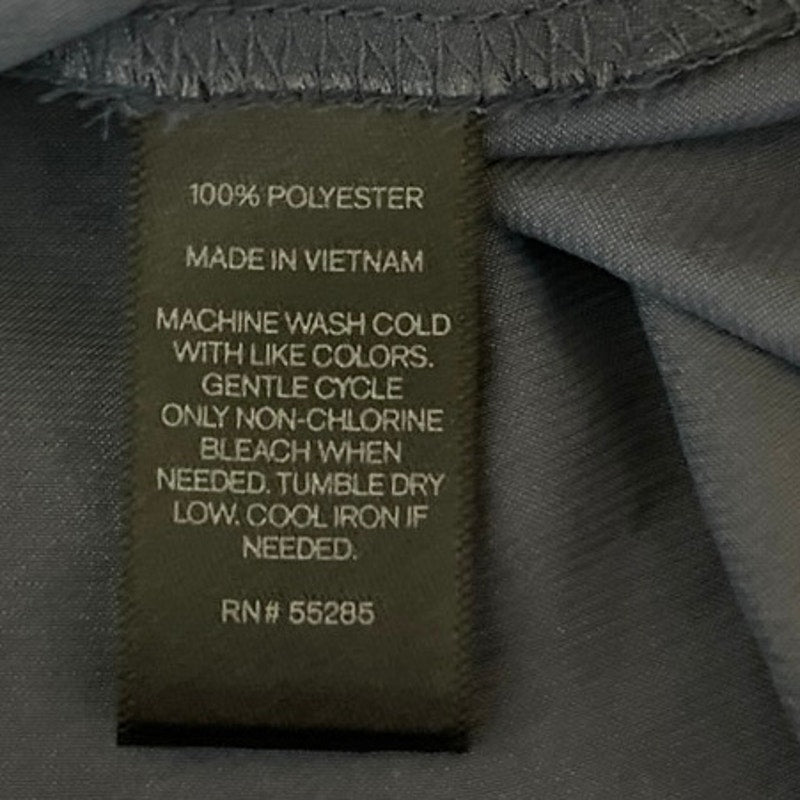 100% POLYESTER
MADE IN VIETNAM
MACHINE WASH COLD
WITH LIKE COLORS.
GENTLE CYCLE
ONLY NON-CHLORINE
BLEACH WHEN
NEEDED. TUMBLE DRY
LOW. COOL IRON IF
NEEDED.
RN# 55285